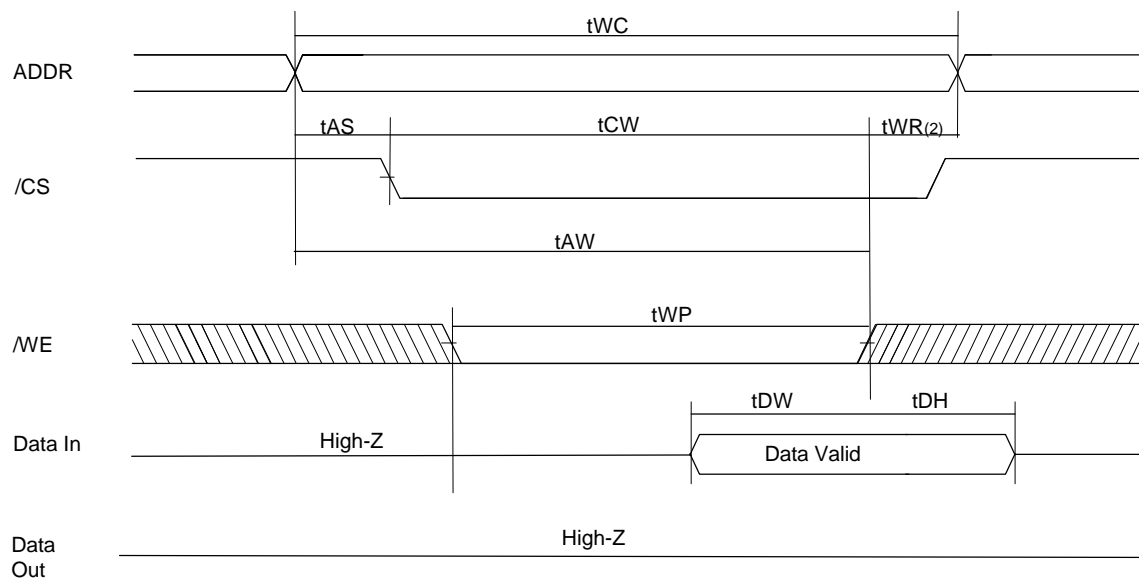 tWC
ADDR
tAS tCW tWR(2)
/CS
tAW
tWP
/WE
tDW tDH
High-Z
Data In
Data Valid
High-Z
Data
Out